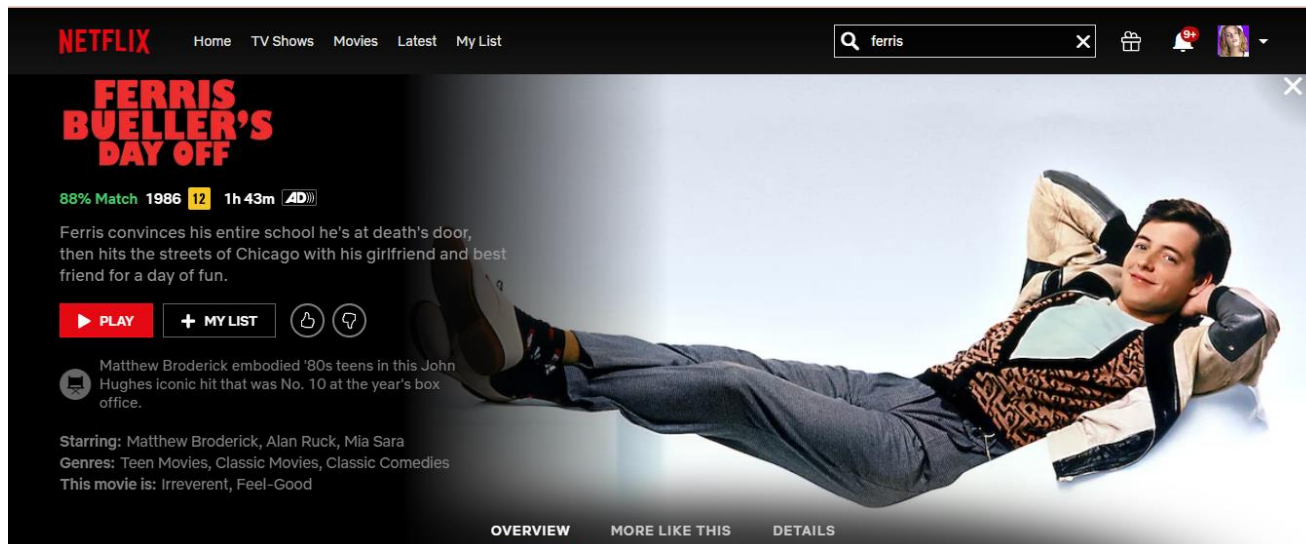 NETFLIX Home TV Shows Movies Latest My List ferris 9+
FERRIS
BUELLER'S
DAY OFF
88% Match 1986 12 1h 43m AD
Ferris convinces his entire school he's at death's door,
then hits the streets of Chicago with his girlfriend and best
friend for a day of fun.
PLAY MY LIST
Matthew Broderick embodied '80s teens in this John
Hughes iconic hit that was No. 10 at the year's box
office.
Starring: Matthew Broderick, Alan Ruck, Mia Sara
Genres: Teen Movies, Classic Movies, Classic Comedies
This movie is: Irreverent, Feel-Good
OVERVIEW MORE LIKE THIS DETAILS